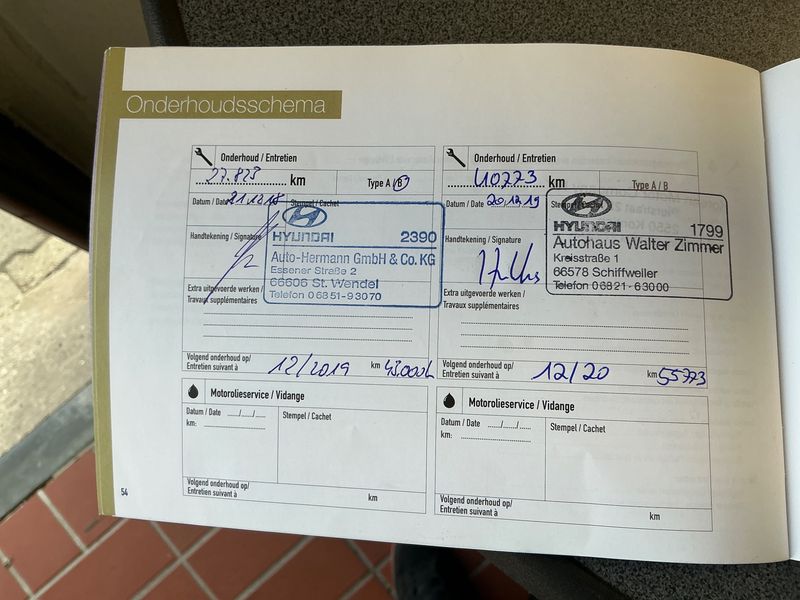 Onderhoudsschema
Onderhoud / Entretien
27.823 km Type A / B
Datum / Date 21.12.18 Stempel / Cachet
HYUNDAI 2390
Handtekening / Signature
Auto-Hermann GmbH & Co. KG
Essener Straße 2
66606 St. Wendel
Telefon 06851-93070
Extra uitgevoerde werken /
Travaux supplémentaires
Volgend onderhoud op/
Entretien suivant à 12/2019 km 43.000
Motorolieservice / Vidange
Datum / Date ..../..../.... Stempel / Cachet
km:
Volgend onderhoud op/
Entretien suivant à km
Onderhoud / Entretien
40773 km Type A / B
Datum / Date 20.12.19 Stempel / Cachet
HYUNDAI 1799
Handtekening / Signature
Autohaus Walter Zimmer
Kreisstraße 1
66578 Schiffweiler
Telefon 06821-63000
Extra uitgevoerde werken /
Travaux supplémentaires
Volgend onderhoud op/
Entretien suivant à 12/20 km 55773
Motorolieservice / Vidange
Datum / Date ..../..../.... Stempel / Cachet
km:
Volgend onderhoud op/
Entretien suivant à km
54